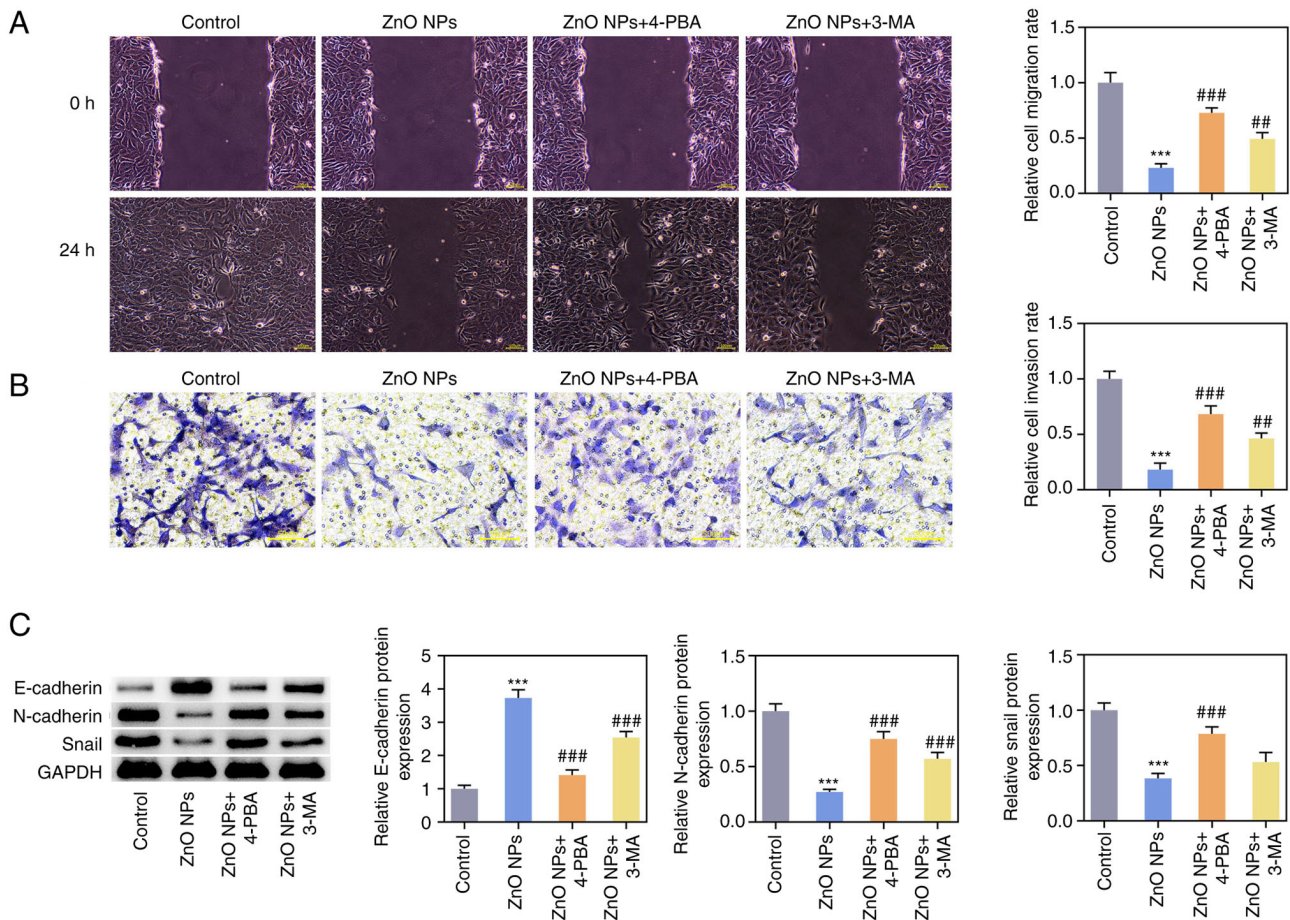 A
Control
ZnO NPs
ZnO NPs+4-PBA
ZnO NPs+3-MA
0 h
24 h
Relative cell migration rate
1.5
1.0
0.5
0.0
***
###
##
Control
ZnO NPs
ZnO NPs+
4-PBA
ZnO NPs+
3-MA
B
Control
ZnO NPs
ZnO NPs+4-PBA
ZnO NPs+3-MA
Relative cell invasion rate
1.5
1.0
0.5
0.0
***
###
##
Control
ZnO NPs
ZnO NPs+
4-PBA
ZnO NPs+
3-MA
C
E-cadherin
N-cadherin
Snail
GAPDH
Control
ZnO NPs
ZnO NPs+
4-PBA
ZnO NPs+
3-MA
Relative E-cadherin protein
expression
5
4
3
2
1
0
***
###
###
Control
ZnO NPs
ZnO NPs+
4-PBA
ZnO NPs+
3-MA
Relative N-cadherin protein
expression
1.5
1.0
0.5
0.0
***
###
###
Control
ZnO NPs
ZnO NPs+
4-PBA
ZnO NPs+
3-MA
Relative snail protein
expression
1.5
1.0
0.5
0.0
***
###
Control
ZnO NPs
ZnO NPs+
4-PBA
ZnO NPs+
3-MA